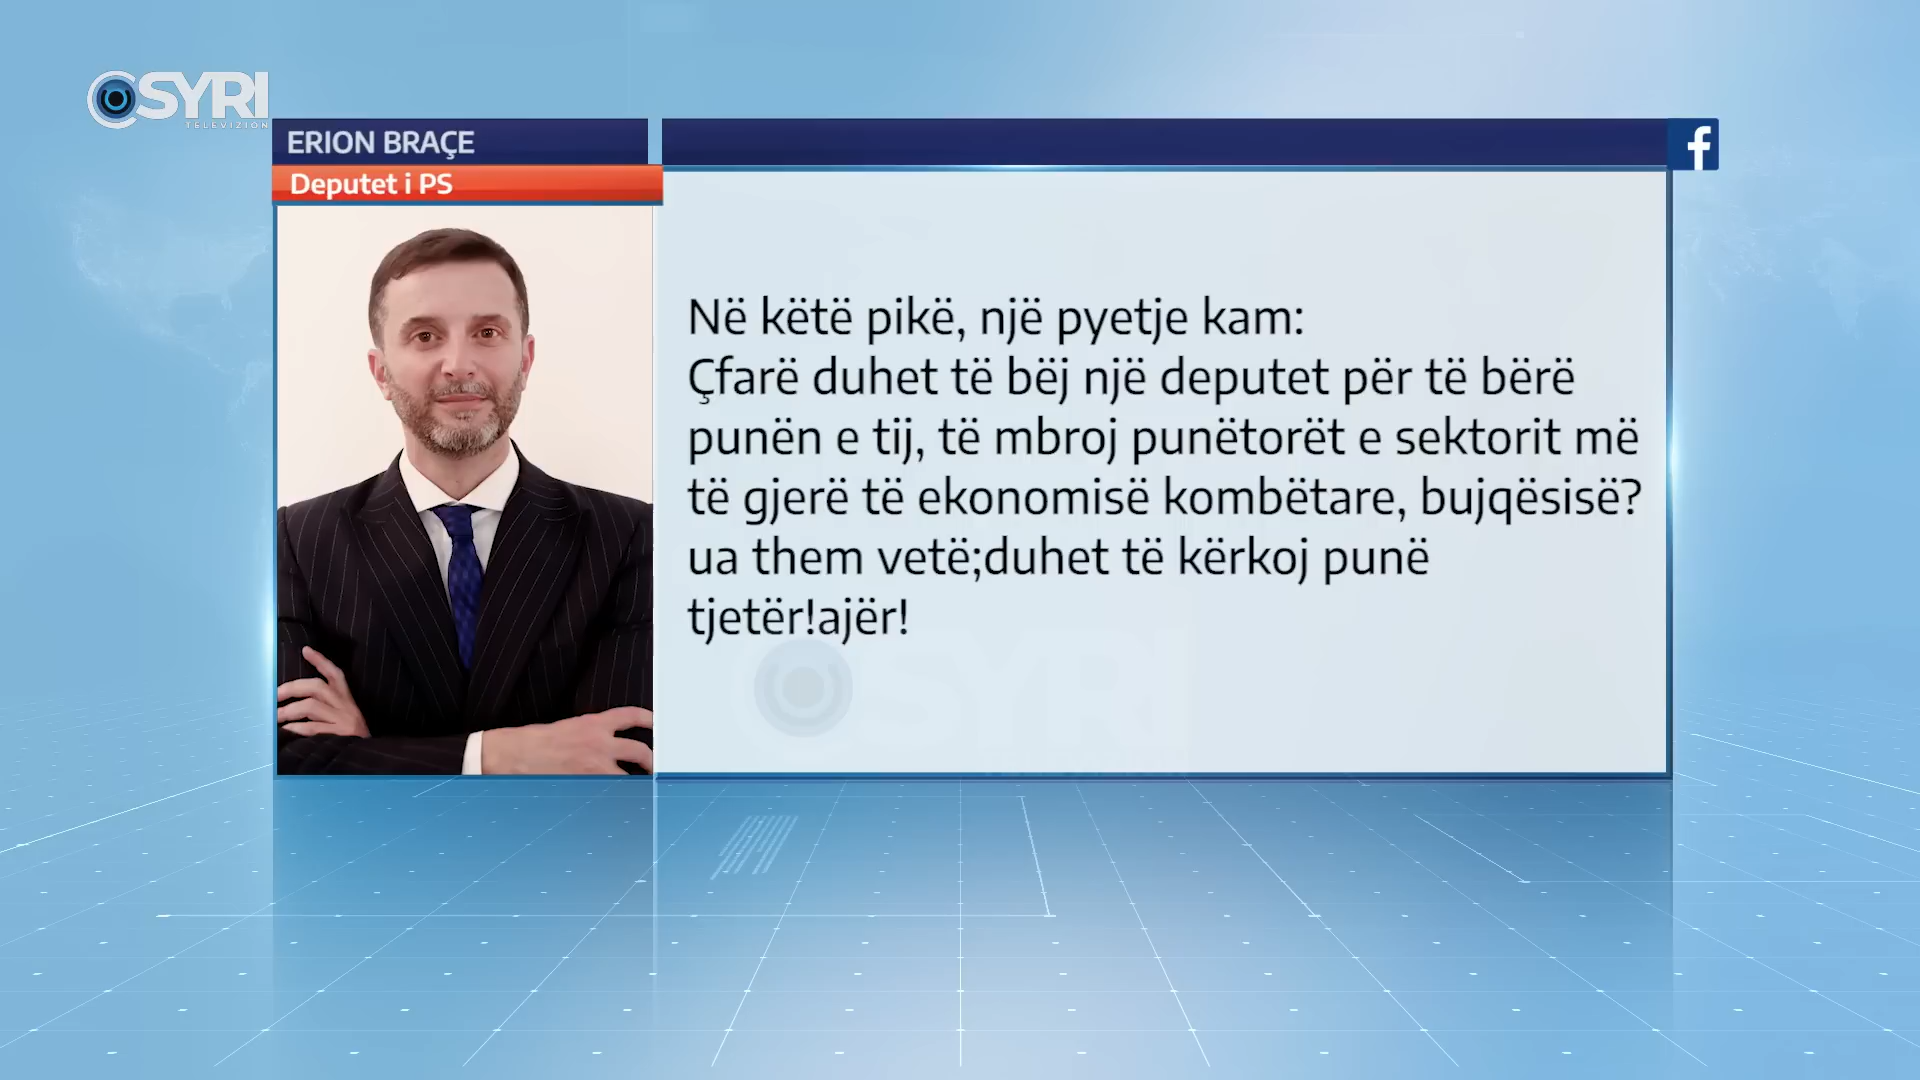 SYRI
TELEVIZION
ERION BRAÇE
Deputet i PS
Në këtë pikë, një pyetje kam:
Çfarë duhet të bëj një deputet për të bërë
punën e tij, të mbroj punëtorët e sektorit më
të gjerë të ekonomisë kombëtare, bujqësisë?
ua them vetë;duhet të kërkoj punë
tjetër!ajër!